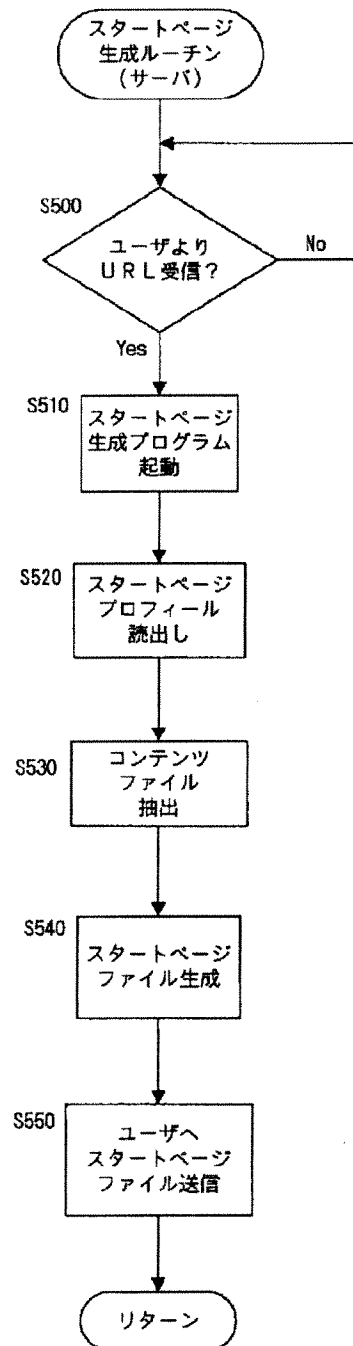 スタートページ
生成ルーチン
(サーバ)
S500
ユーザより
URL受信?
No
Yes
S510
スタートページ
生成プログラム
起動
S520
スタートページ
プロフィール
読出し
S530
コンテンツ
ファイル
抽出
S540
スタートページ
ファイル生成
S550
ユーザへ
スタートページ
ファイル送信
リターン